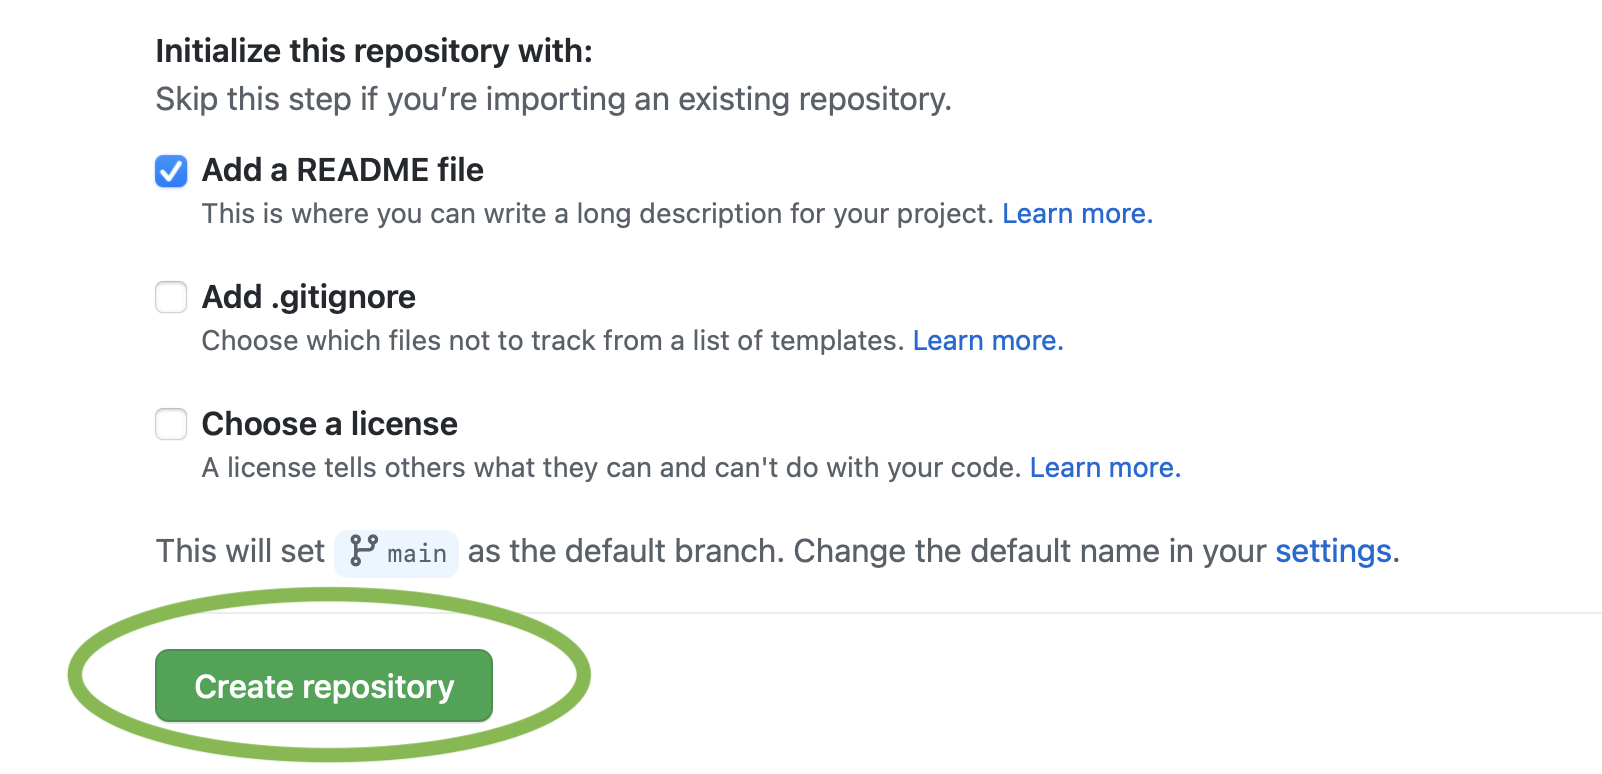 Initialize this repository with:
Skip this step if you’re importing an existing repository.
Add a README file
This is where you can write a long description for your project. Learn more.
Add .gitignore
Choose which files not to track from a list of templates. Learn more.
Choose a license
A license tells others what they can and can't do with your code. Learn more.
This will set main as the default branch. Change the default name in your settings.
Create repository